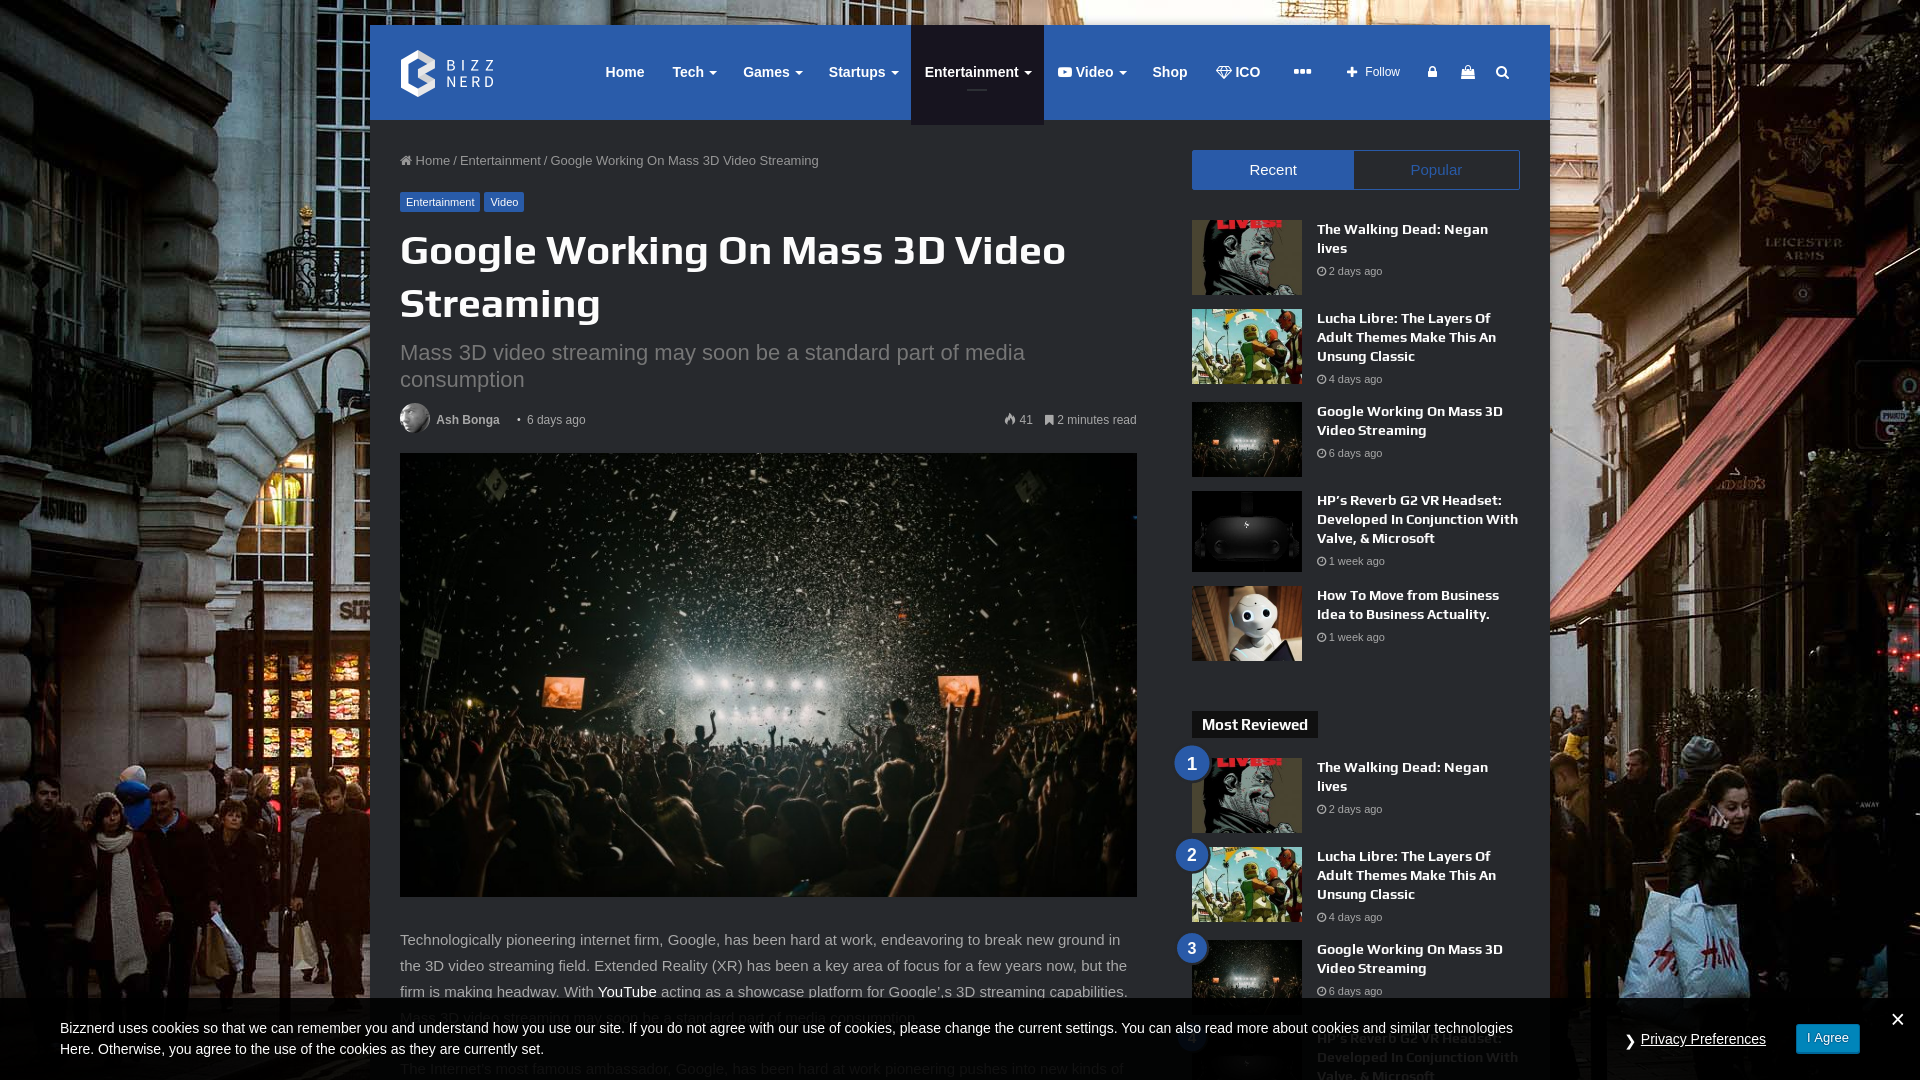 BIZZ
NERD
Home
Tech
Games
Startups
Entertainment
Video
Shop
ICO
Follow
Home / Entertainment / Google Working On Mass 3D Video Streaming
Entertainment
Video
Google Working On Mass 3D Video
Streaming
Mass 3D video streaming may soon be a standard part of media
consumption
Ash Bonga • 6 days ago
41
2 minutes read
Technologically pioneering internet firm, Google, has been hard at work, endeavoring to break new ground in
the 3D video streaming field. Extended Reality (XR) has been a key area of focus for a few years now, but the
firm is making headway. With YouTube acting as a showcase platform for Google',s 3D streaming capabilities.
Mass 3D video streaming may soon be a standard part of media consumption.
The Internet's most famous ambassador, Google, has been hard at work pioneering pushes into new kinds of
Recent
Popular
The Walking Dead: Negan
lives
2 days ago
Lucha Libre: The Layers Of
Adult Themes Make This An
Unsung Classic
4 days ago
Google Working On Mass 3D
Video Streaming
6 days ago
HP’s Reverb G2 VR Headset:
Developed In Conjunction With
Valve, & Microsoft
1 week ago
How To Move from Business
Idea to Business Actuality.
1 week ago
Most Reviewed
1
The Walking Dead: Negan
lives
2 days ago
2
Lucha Libre: The Layers Of
Adult Themes Make This An
Unsung Classic
4 days ago
3
Google Working On Mass 3D
Video Streaming
6 days ago
4
HP’s Reverb G2 VR Headset:
Developed In Conjunction With
Valve, & Microsoft
Bizznerd uses cookies so that we can remember you and understand how you use our site. If you do not agree with our use of cookies, please change the current settings. You can also read more about cookies and similar technologies
Here. Otherwise, you agree to the use of the cookies as they are currently set.
❯ Privacy Preferences
I Agree
×
LEICESTER
ARMS
H&M